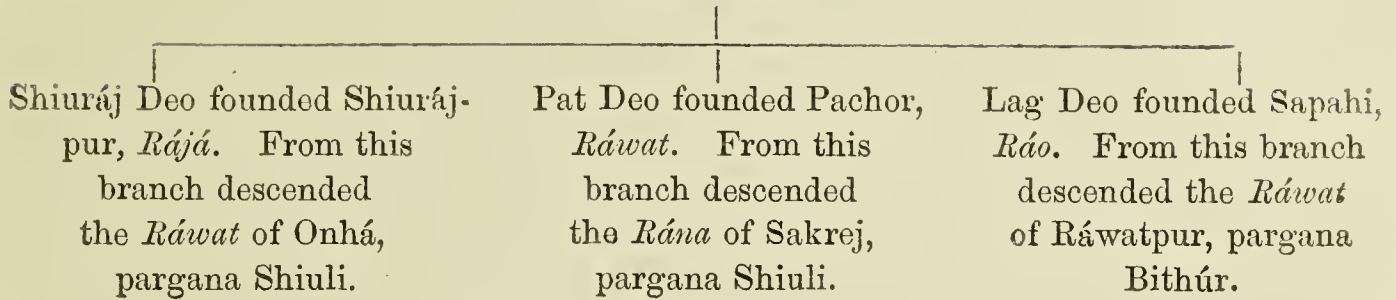 Shiuráj Deo founded Shiuráj-
pur, Rájá. From this
branch descended
the Ráwat of Onhá,
pargana Shiuli.
Pat Deo founded Pachor,
Ráwat. From this
branch descended
the Rána of Sakrej,
pargana Shiuli.
Lag Deo founded Sapahi,
Ráo. From this branch
descended the Ráwat
of Ráwatpur, pargana
Bithúr.